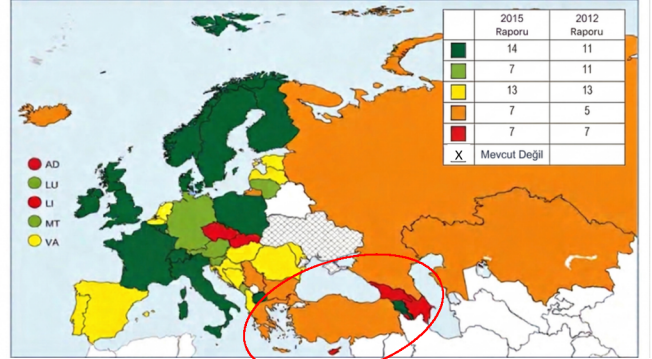 2015 2012
Raporu Raporu
14 11
7 11
13 13
7 5
7 7
X Mevcut Değil
AD
LU
LI
MT
VA